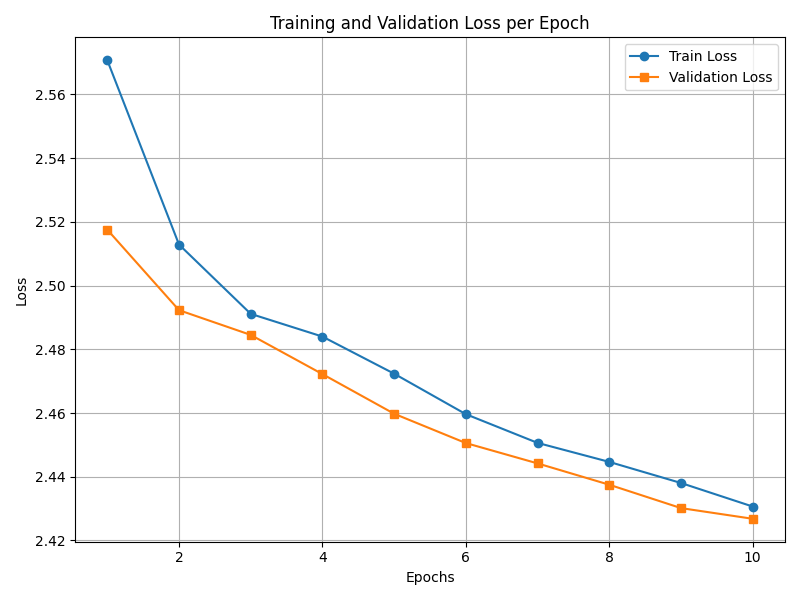 Training and Validation Loss per Epoch
Train Loss
Validation Loss
2.56
2.54
2.52
2.50
2.48
2.46
2.44
2.42
Loss
2 4 6 8 10
Epochs